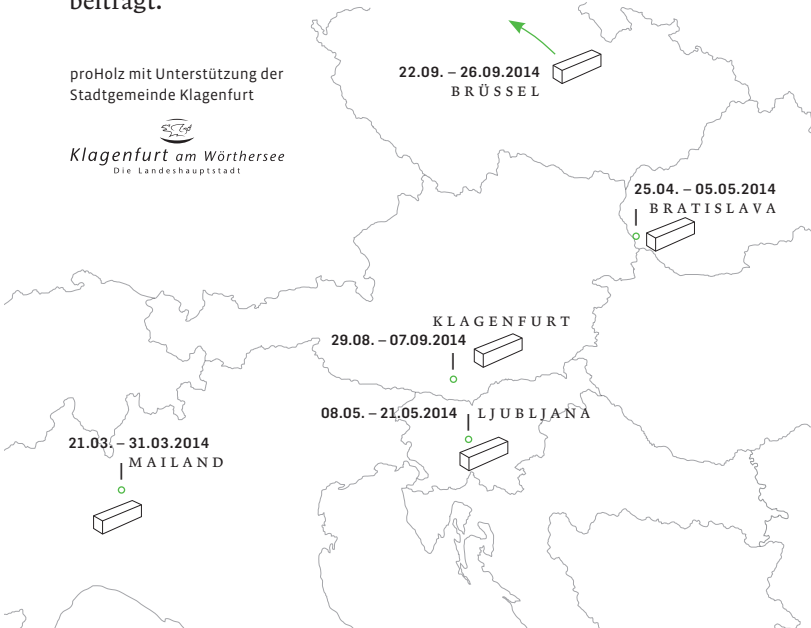 beiträgt.
proHolz mit Unterstützung der
Stadtgemeinde Klagenfurt
Klagenfurt am Wörthersee
Die Landeshauptstadt
22.09. – 26.09.2014
BRÜSSEL
25.04. – 05.05.2014
BRATISLAVA
KLAGENFURT
29.08. – 07.09.2014
08.05. – 21.05.2014 LJUBLJANA
21.03. – 31.03.2014
MAILAND